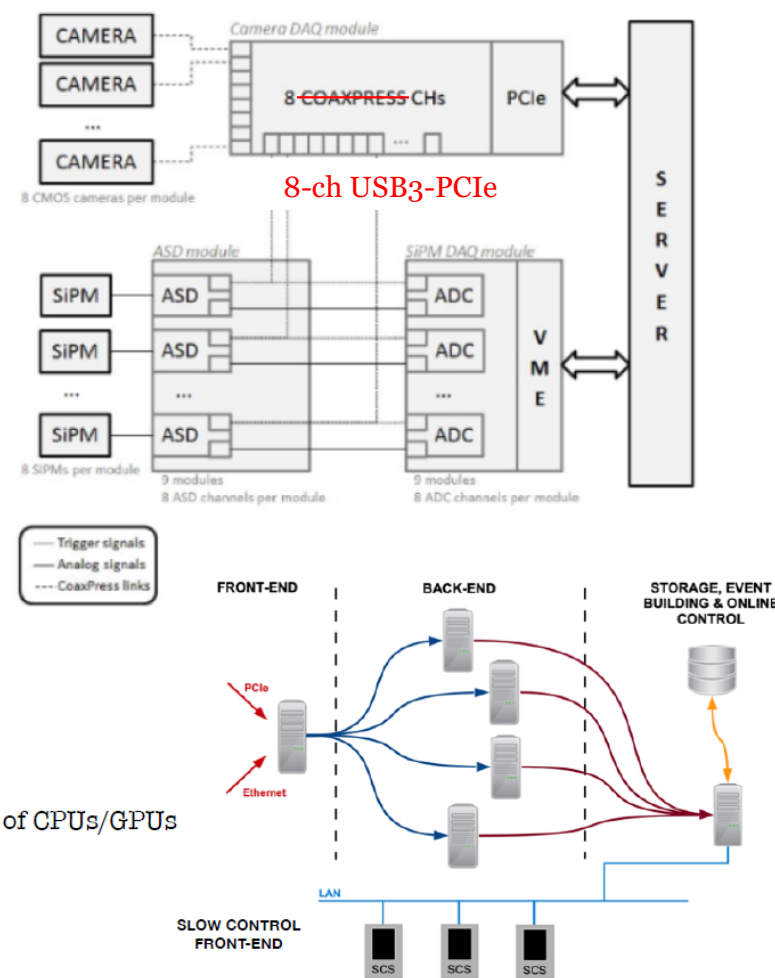 Camera DAQ module
CAMERA
CAMERA
...
CAMERA
8 CMOS cameras per module
8 COAXPRESS CHs
...
PCIe
8-ch USB3-PCIe
SERVER
ASD module
SiPM DAQ module
SiPM
ASD
ADC
SiPM
ASD
ADC
...
...
...
SiPM
ASD
ADC
VME
8 SiPMs per module
9 modules
8 ASD channels per module
9 modules
8 ADC channels per module
Trigger signals
Analog signals
CoaxPress links
FRONT-END
BACK-END
STORAGE, EVENT
BUILDING & ONLINE
CONTROL
PCIe
Ethernet
of CPUs/GPUs
LAN
SLOW CONTROL
FRONT-END
SCS
SCS
SCS